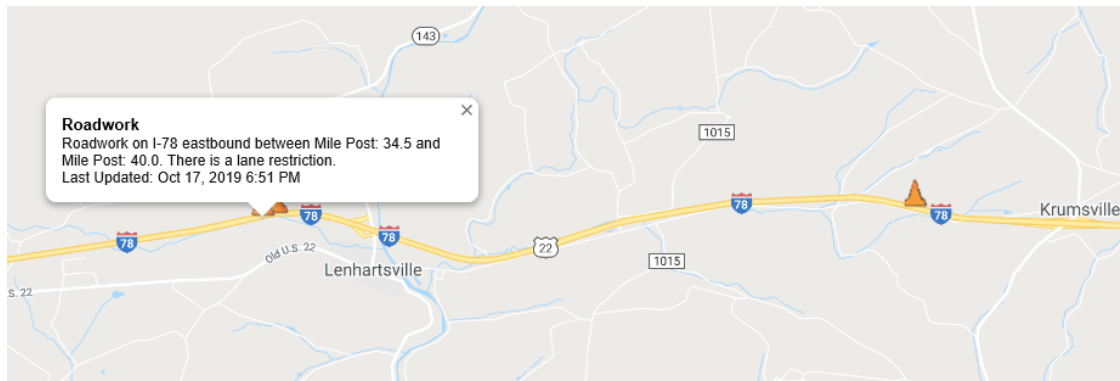 143
×
Roadwork
Roadwork on I-78 eastbound between Mile Post: 34.5 and
Mile Post: 40.0. There is a lane restriction.
Last Updated: Oct 17, 2019 6:51 PM
1015
78
78
78
78
78
22
Krumsville
Old U.S. 22
Lenhartsville
1015
.S. 22